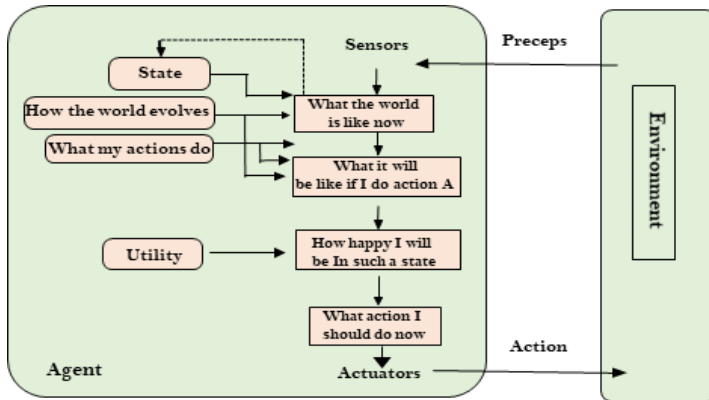 Sensors
Preceps
State
What the world
is like now
How the world evolves
What my actions do
What it will
be like if I do action A
Environment
How happy I will
be In such a state
Utility
What action I
should do now
Agent
Actuators
Action